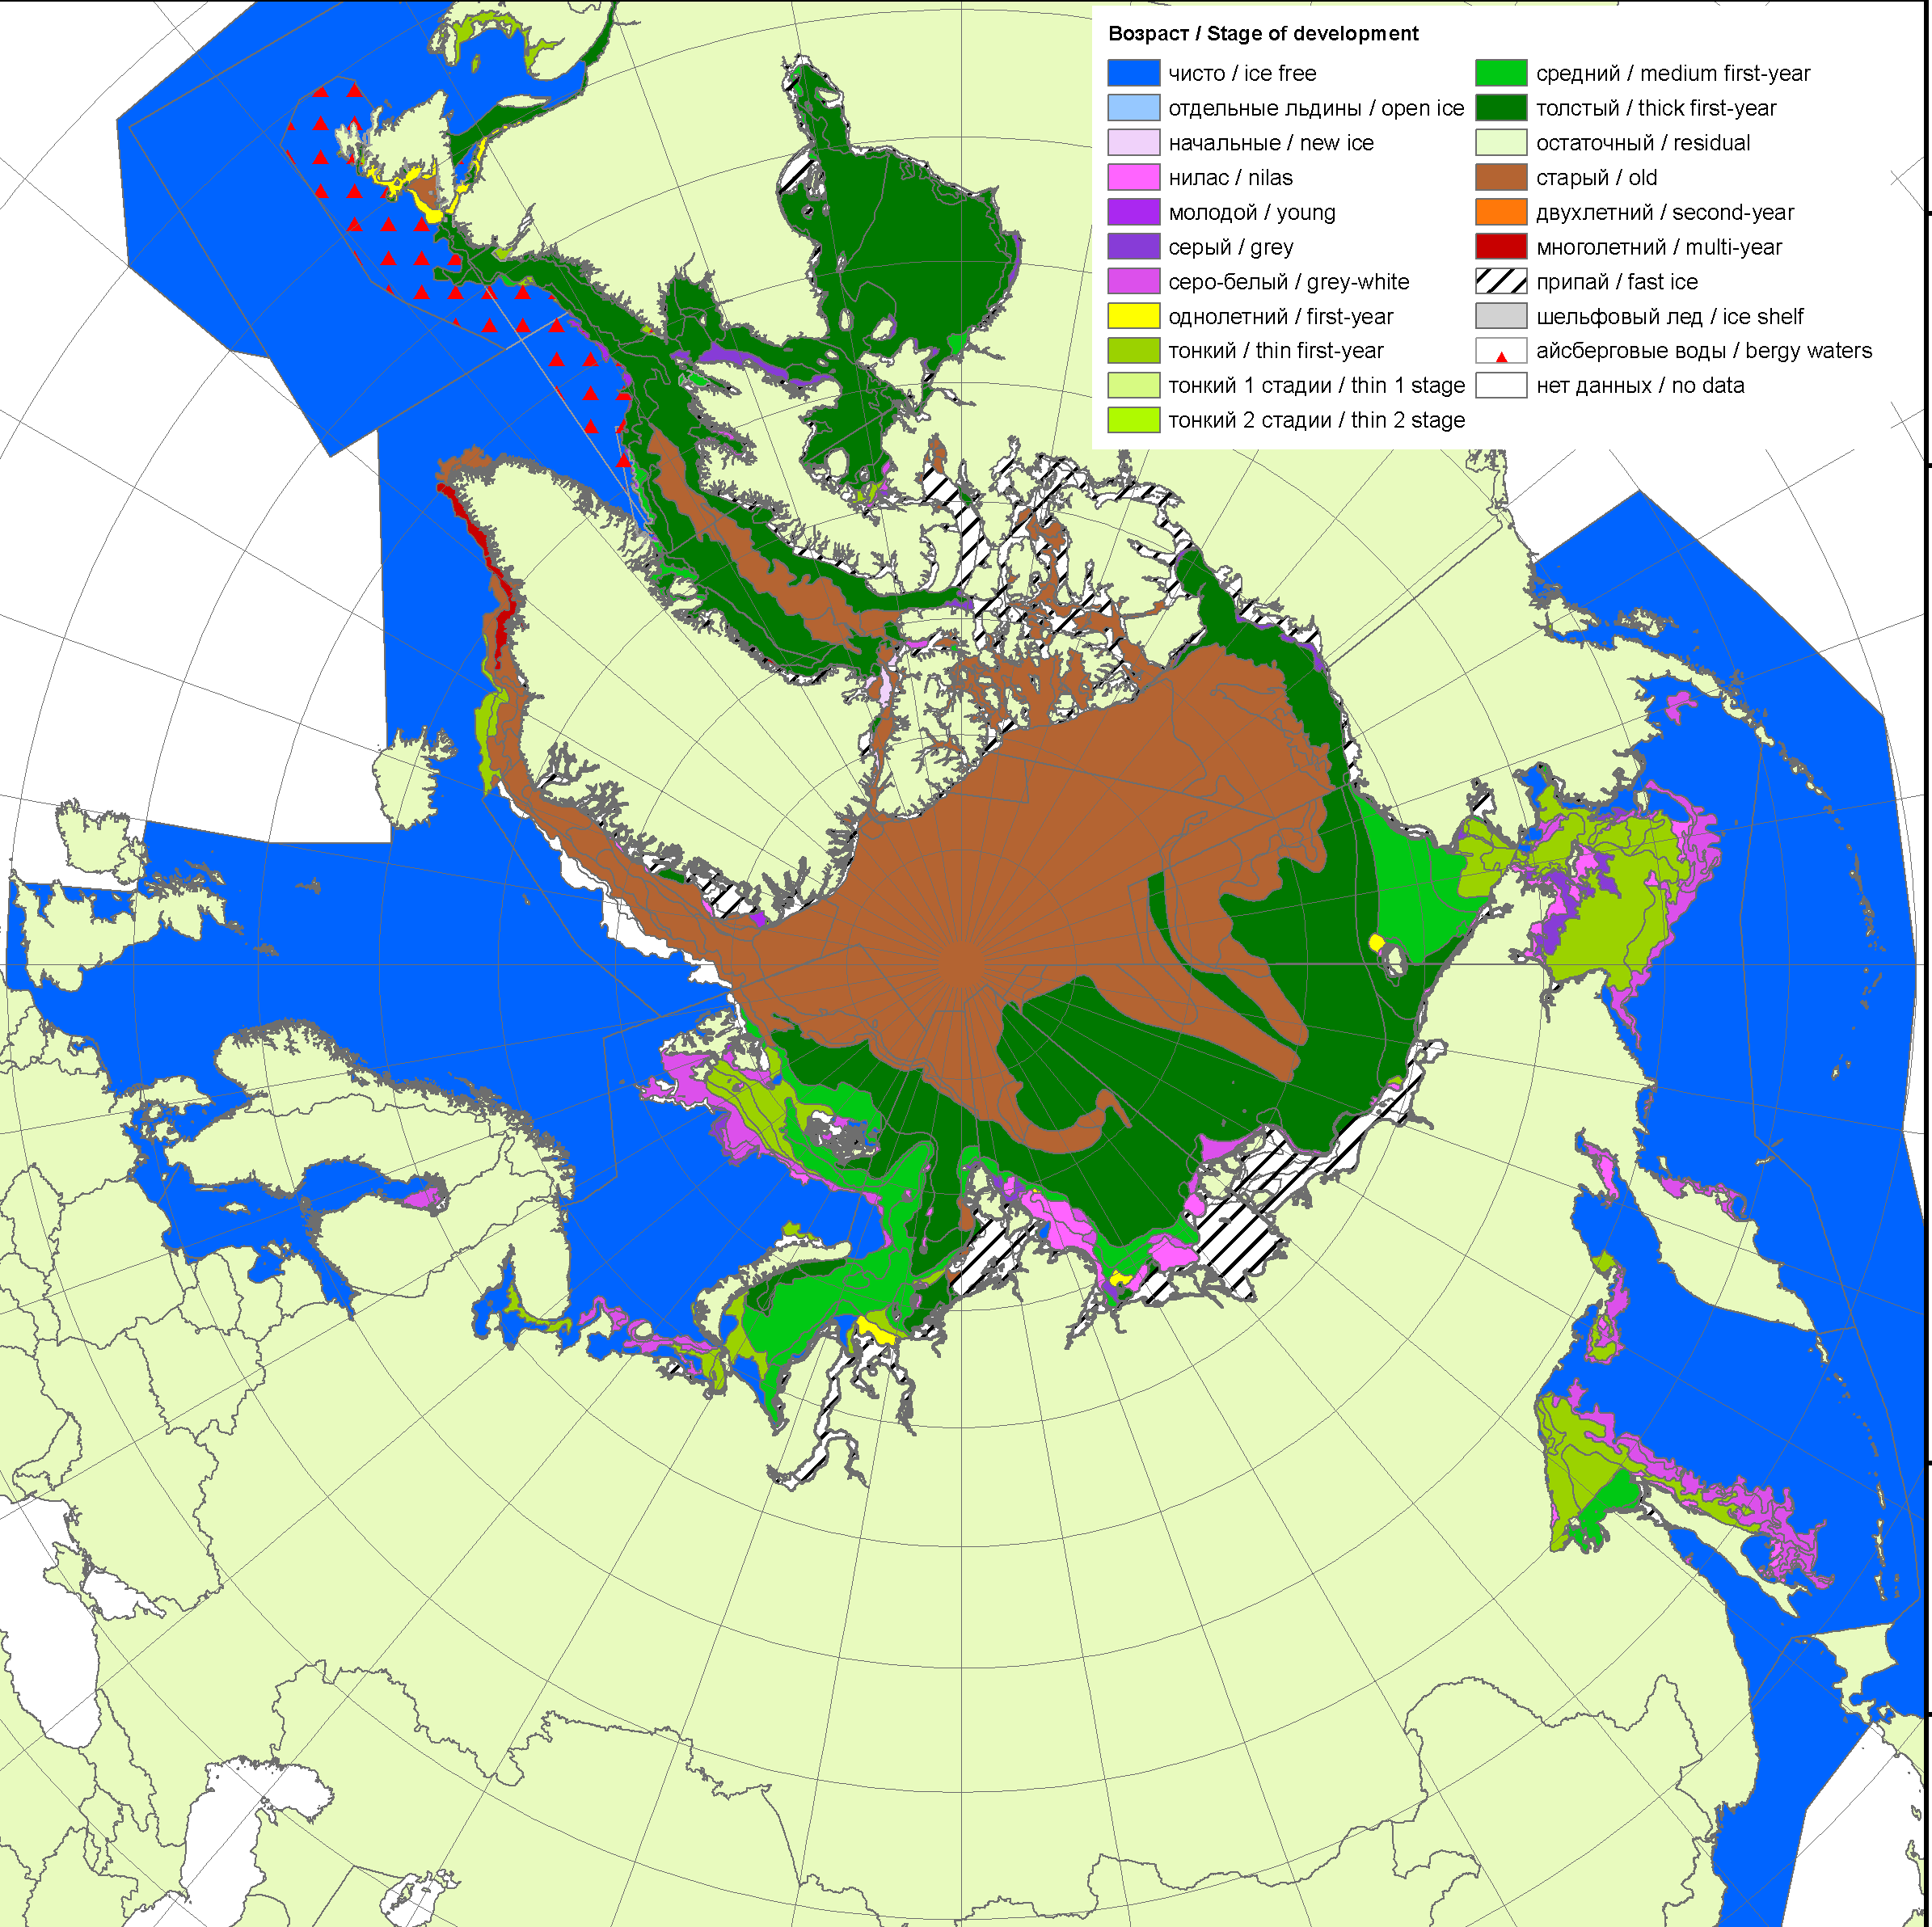 Возраст / Stage of development
чисто / ice free
отдельные льдины / open ice
начальные / new ice
нилас / nilas
молодой / young
серый / grey
серо-белый / grey-white
однолетний / first-year
тонкий / thin first-year
тонкий 1 стадии / thin 1 stage
тонкий 2 стадии / thin 2 stage
средний / medium first-year
толстый / thick first-year
остаточный / residual
старый / old
двухлетний / second-year
многолетний / multi-year
припай / fast ice
шельфовый лед / ice shelf
айсберговые воды / bergy waters
нет данных / no data